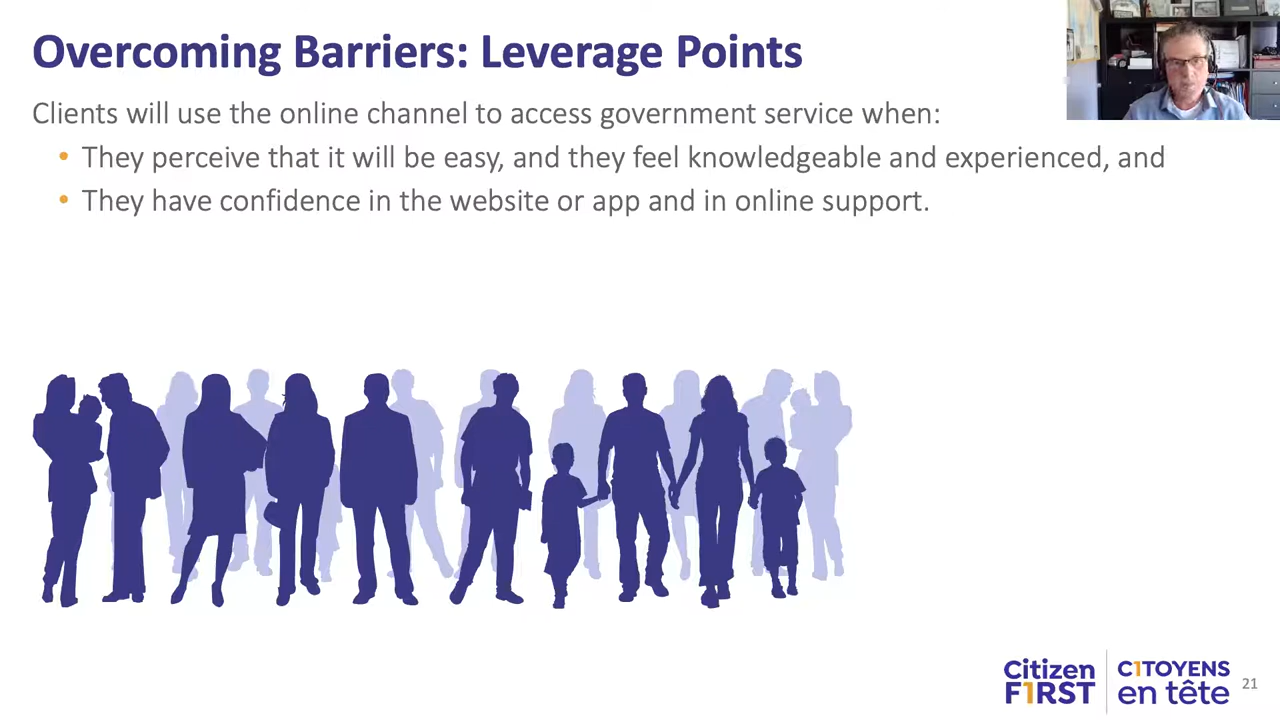 Overcoming Barriers: Leverage Points
Clients will use the online channel to access government service when:
• They perceive that it will be easy, and they feel knowledgeable and experienced, and
• They have confidence in the website or app and in online support.
Citizen
F1RST
C1TOYENS
en tête
21